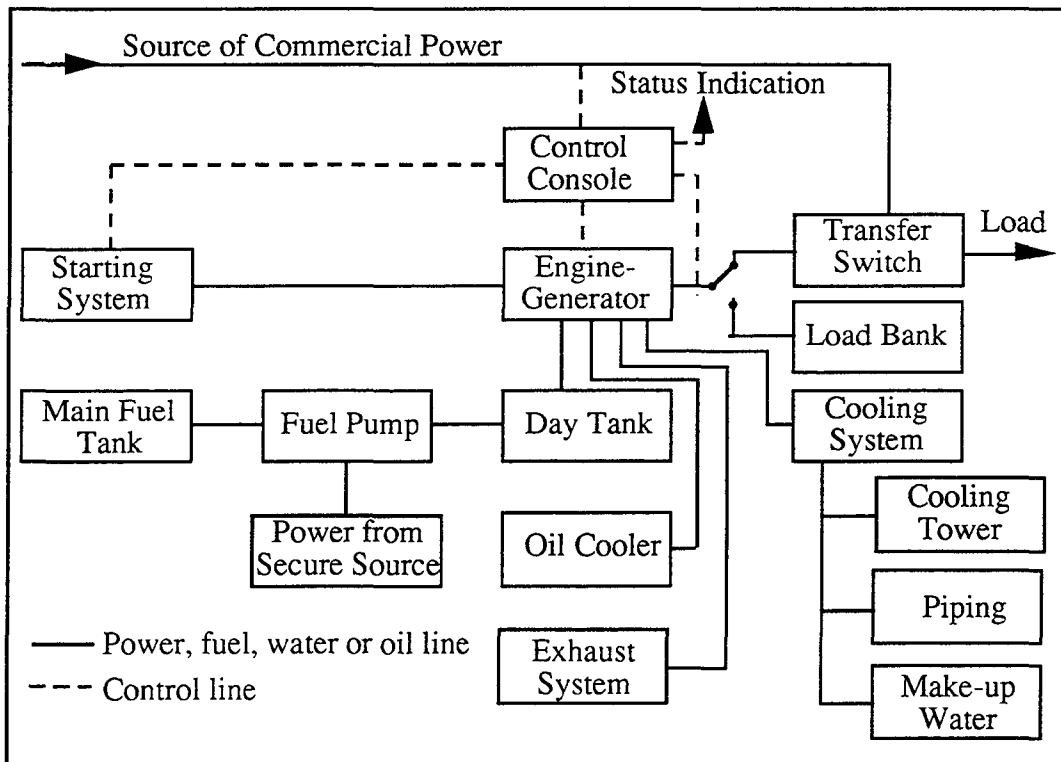 Source of Commercial Power
Status Indication
Control
Console
Load
Transfer
Switch
Starting
System
Engine-
Generator
Load Bank
Main Fuel
Tank
Fuel Pump
Day Tank
Cooling
System
Power from
Secure Source
Oil Cooler
Cooling
Tower
Piping
Power, fuel, water or oil line
Control line
Exhaust
System
Make-up
Water